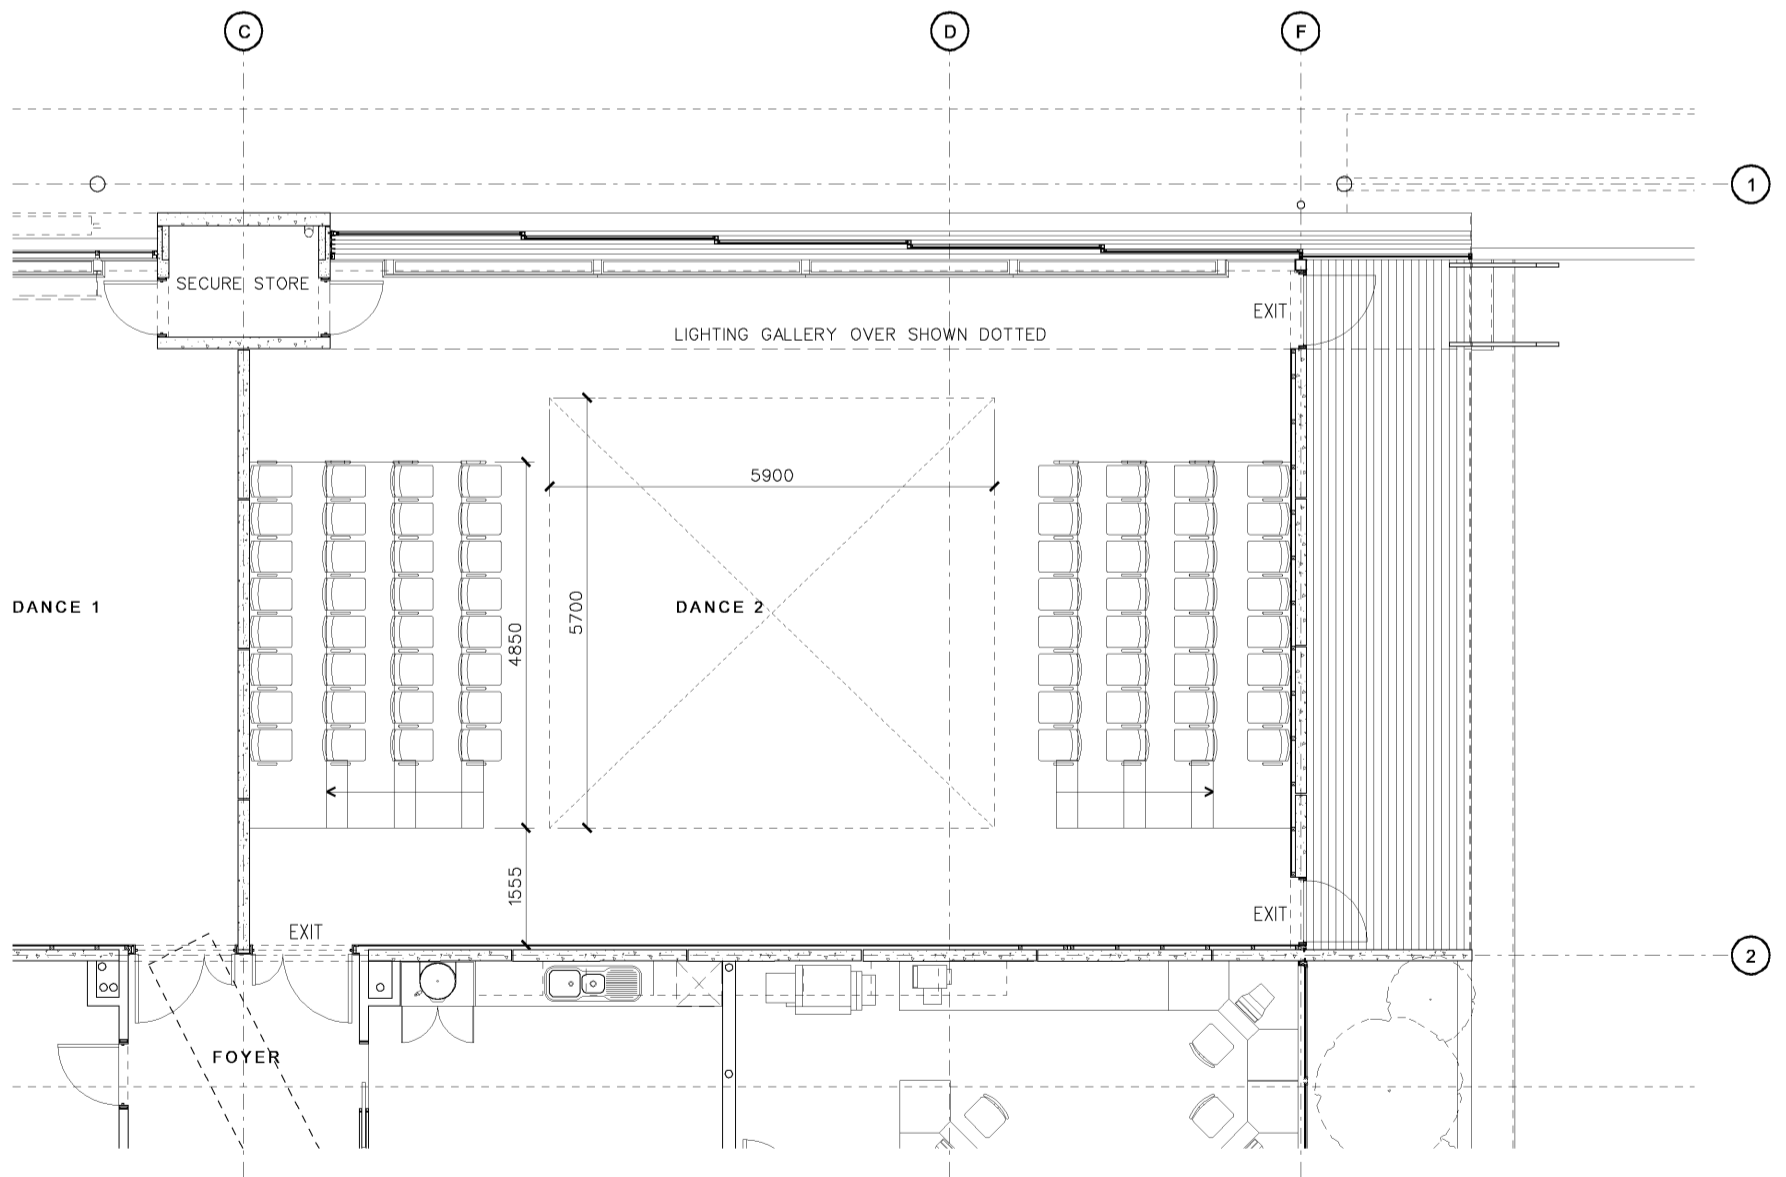 C
D
F
1
SECURE STORE
EXIT
LIGHTING GALLERY OVER SHOWN DOTTED
5900
DANCE 1
5700
DANCE 2
4850
1555
EXIT
EXIT
2
FOYER